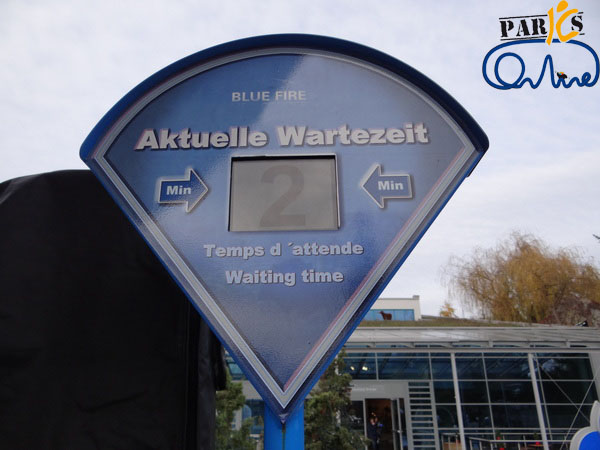 PARKS
Online
BLUE FIRE
Aktuelle Wartezeit
Min 2 Min
Temps d ´attende
Waiting time